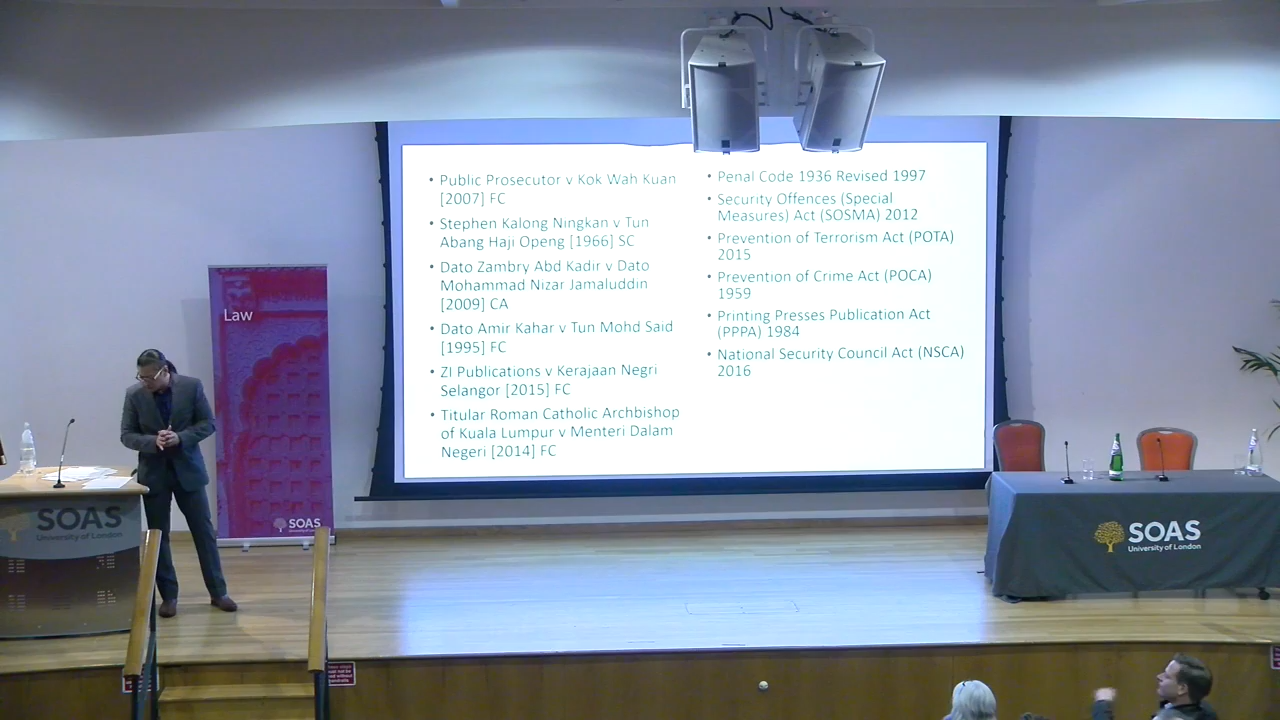 • Public Prosecutor v Kok Wah Kuan
[2007] FC
• Stephen Kalong Ningkan v Tun
Abang Haji Openg [1966] SC
• Dato Zambry Abd Kadir v Dato
Mohammad Nizar Jamaluddin
[2009] CA
• Dato Amir Kahar v Tun Mohd Said
[1995] FC
• ZI Publications v Kerajaan Negri
Selangor [2015] FC
• Titular Roman Catholic Archbishop
of Kuala Lumpur v Menteri Dalam
Negeri [2014] FC
• Penal Code 1936 Revised 1997
• Security Offences (Special
Measures) Act (SOSMA) 2012
• Prevention of Terrorism Act (POTA)
2015
• Prevention of Crime Act (POCA)
1959
• Printing Presses Publication Act
(PPPA) 1984
• National Security Council Act (NSCA)
2016
Law
SOAS
SOAS
University of London
SOAS
University of London